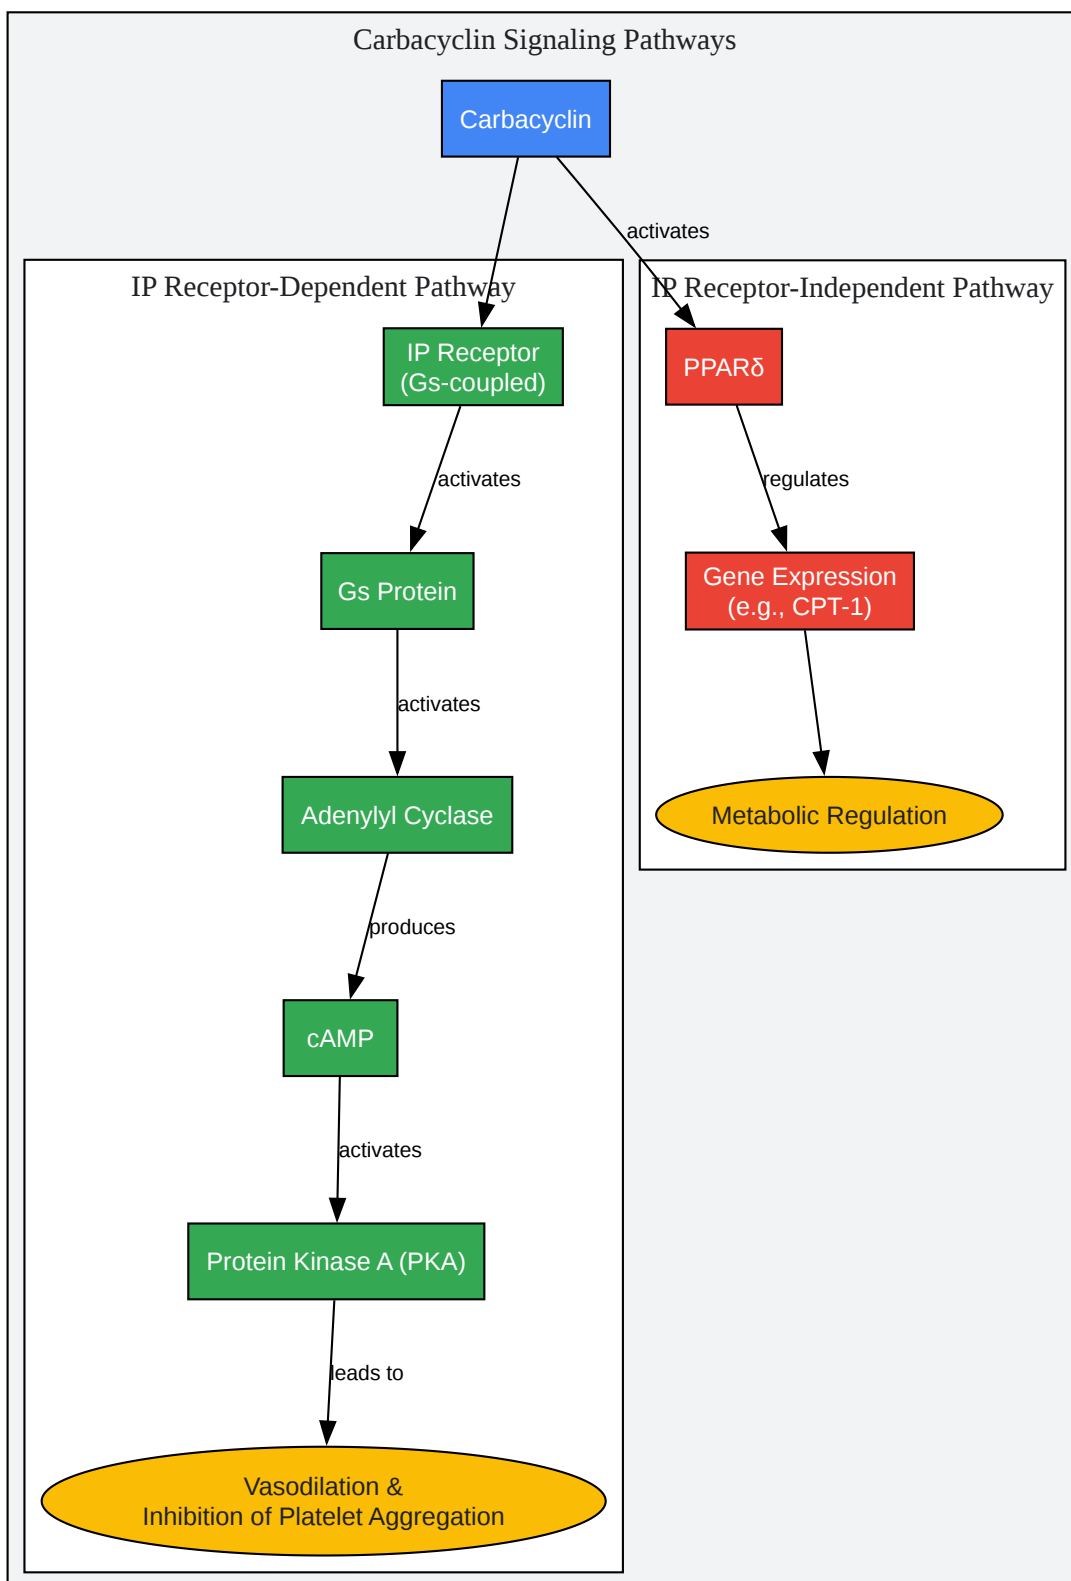 Carbacyclin Signaling Pathways
Carbacyclin
activates
IP Receptor-Dependent Pathway
IP Receptor
(Gs-coupled)
activates
Gs Protein
activates
Adenylyl Cyclase
produces
cAMP
activates
Protein Kinase A (PKA)
leads to
Vasodilation &
Inhibition of Platelet Aggregation
IP Receptor-Independent Pathway
PPARδ
regulates
Gene Expression
(e.g., CPT-1)
Metabolic Regulation